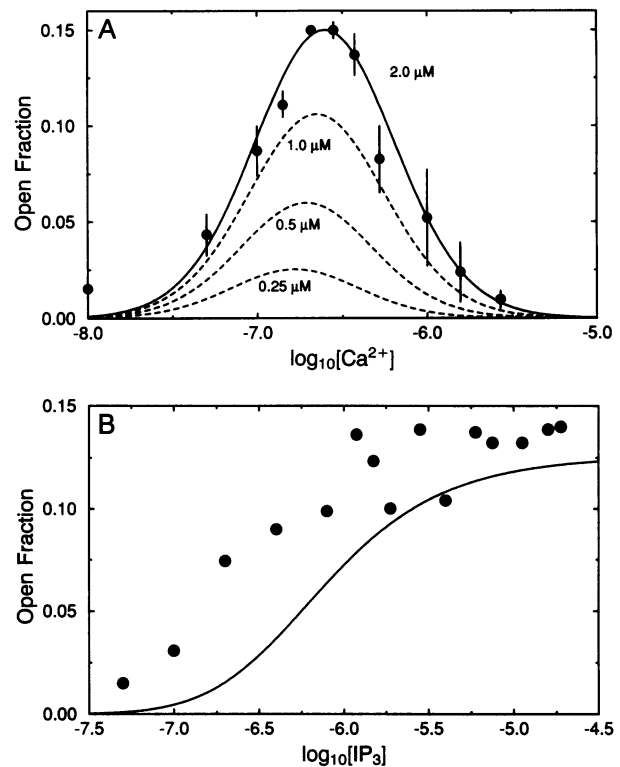 A
0.15
2.0 μM
0.10
1.0 μM
Open Fraction
0.05
0.5 μM
0.25 μM
0.00
-8.0 -7.0 -6.0 -5.0
log10[Ca2+]
0.15
B
0.10
Open Fraction
0.05
0.00
-7.5 -7.0 -6.5 -6.0 -5.5 -5.0 -4.5
log10[IP3]